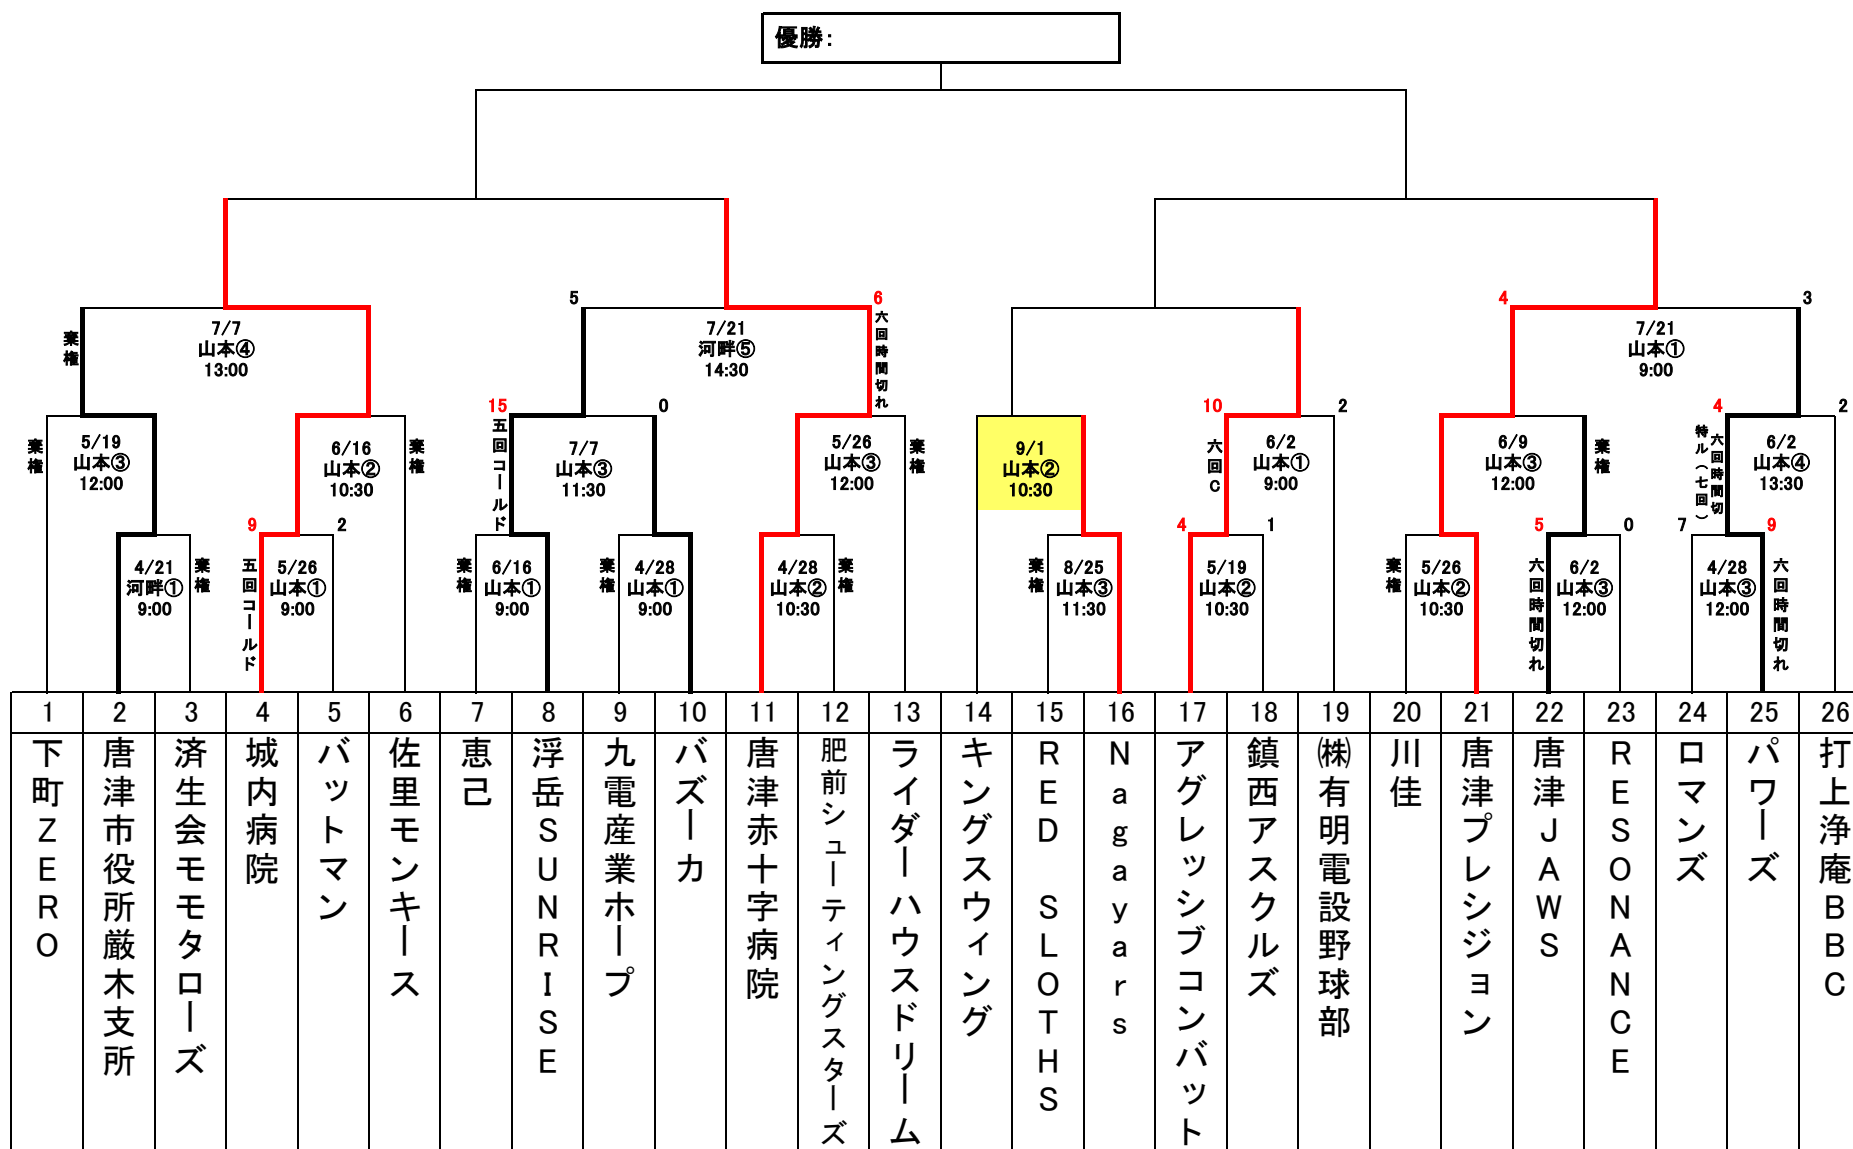 優勝：
5
6
六回時間切れ
4
3
棄権
7/7
山本④
13:00
7/21
河畔⑤
14:30
7/21
山本①
9:00
15
五回コールド
0
10
六回C
2
4
特ル（七回）
六回時間切
2
棄権
5/19
山本③
12:00
6/16
山本②
10:30
棄権
7/7
山本③
11:30
5/26
山本③
12:00
棄権
9/1
山本②
10:30
6/2
山本①
9:00
6/9
山本③
12:00
棄権
6/2
山本④
13:30
9
五回コールド
2
4
1
5
六回時間切れ
0
7
9
六回時間切れ
4/21
河畔①
9:00
棄権
5/26
山本①
9:00
棄権
6/16
山本①
9:00
棄権
4/28
山本①
9:00
4/28
山本②
10:30
棄権
棄権
8/25
山本③
11:30
5/19
山本②
10:30
棄権
5/26
山本②
10:30
6/2
山本③
12:00
4/28
山本③
12:00
1 2 3 4 5 6 7 8 9 10 11 12 13 14 15 16 17 18 19 20 21 22 23 24 25 26
下町ZERO
唐津市役所厳木支所
済生会モモタローズ
城内病院
バットマン
佐里モンキース
恵己
浮岳SUNRISE
九電産業ホープ
バズーカ
唐津赤十字病院
肥前シューティングスターズ
ライダーハウスドリーム
キングスウィング
RED SLOTHS
Nagayars
アグレッシブコンバット
鎮西アスクルズ
㈱有明電設野球部
川佳
唐津プレシジョン
唐津JAWS
RESONANCE
ロマンズ
パワーズ
打上浄庵BBC